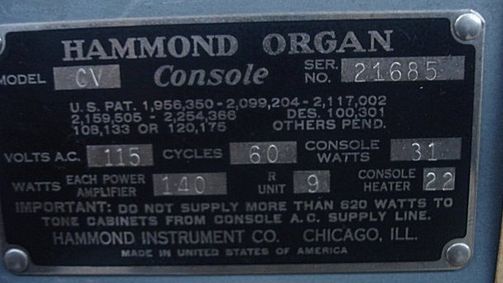 HAMMOND ORGAN
MODEL CV Console SER. NO. 21685
U.S. PAT. 1,956,350-2,099,204-2,117,002
2,159,505-2,254,366 DES. 100,301
108,133 OR 120,175 OTHERS PEND.
VOLTS A.C. 115 CYCLES 60 CONSOLE WATTS 31
WATTS EACH POWER AMPLIFIER 140 R UNIT 9 CONSOLE HEATER 22
IMPORTANT: DO NOT SUPPLY MORE THAN 620 WATTS TO
TONE CABINETS FROM CONSOLE A.C. SUPPLY LINE.
HAMMOND INSTRUMENT CO. CHICAGO, ILL.
MADE IN UNITED STATES OF AMERICA